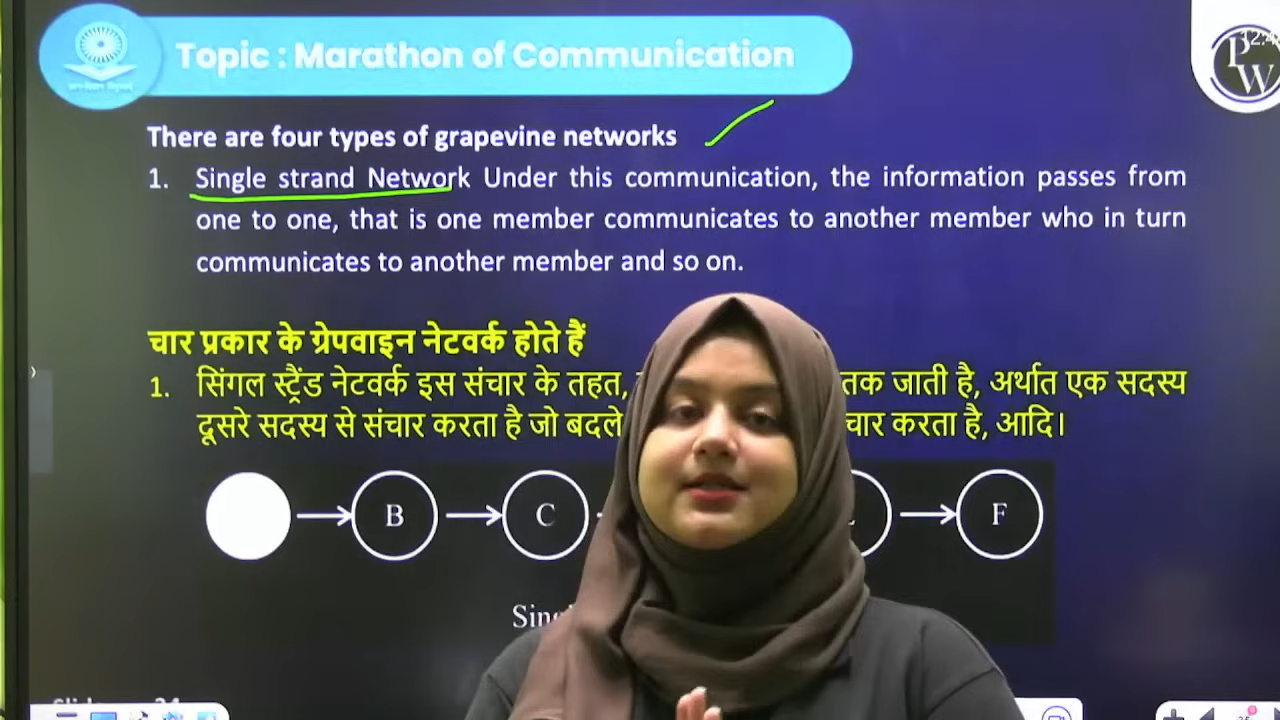 Topic : Marathon of Communication
PW
There are four types of grapevine networks
1. Single strand Network Under this communication, the information passes from
one to one, that is one member communicates to another member who in turn
communicates to another member and so on.
चार प्रकार के ग्रेपवाइन नेटवर्क होते हैं
1. सिंगल स्ट्रैंड नेटवर्क इस संचार के तहत, तक जाती है, अर्थात एक सदस्य
दूसरे सदस्य से संचार करता है जो बदले करता है, आदि।
B C F